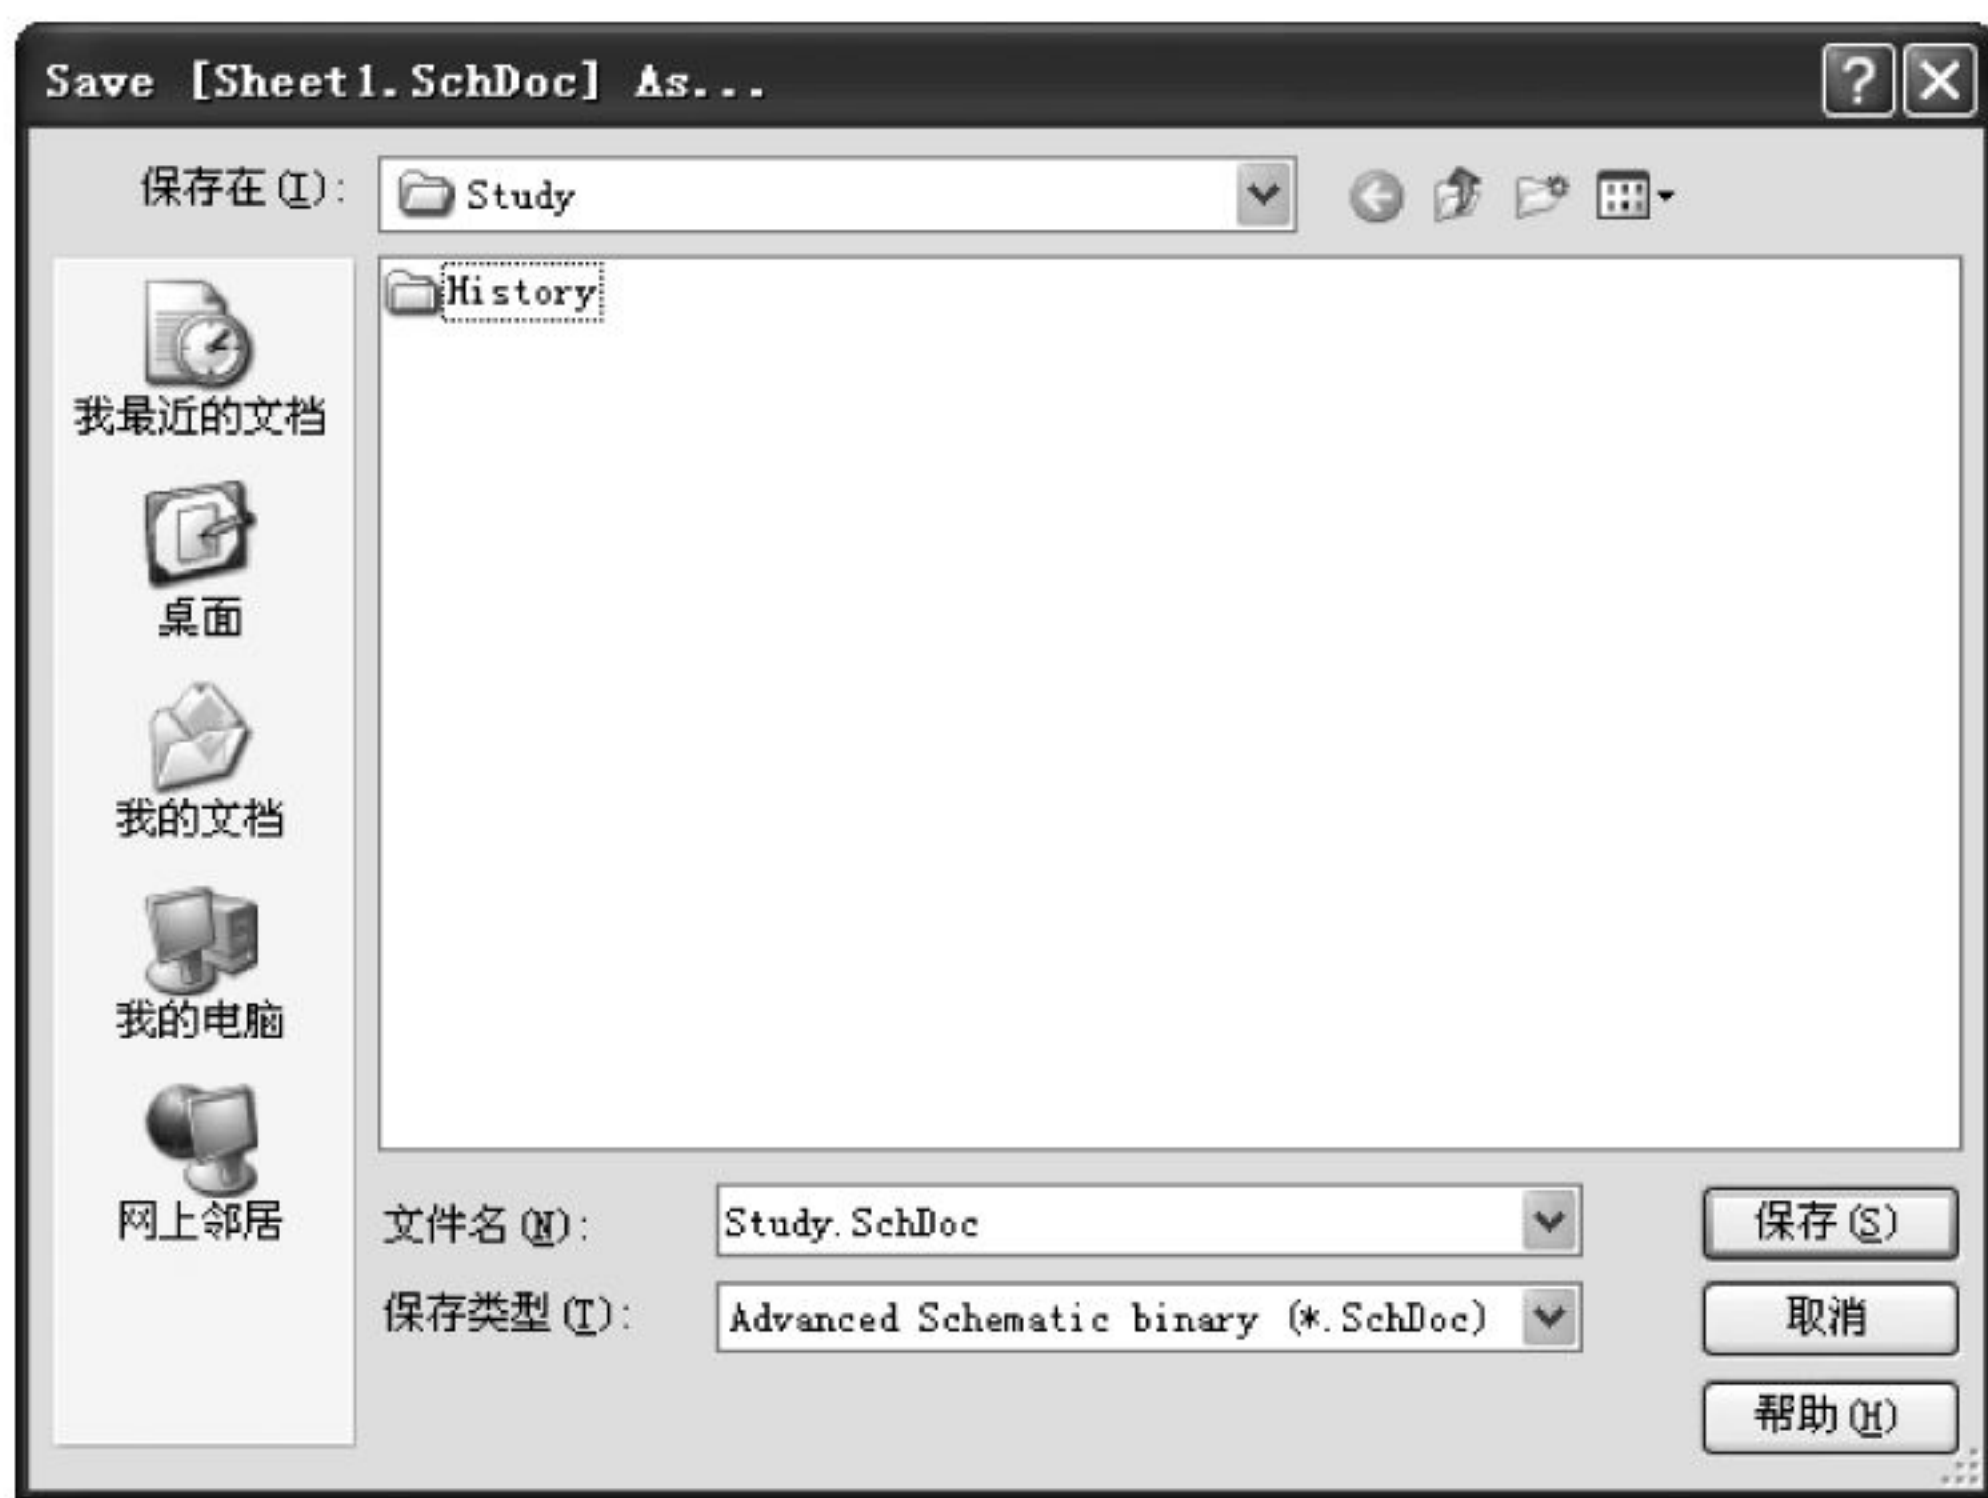 Save [Sheet1.SchDoc] As...
保存在(I):
Study
History
我最近的文档
桌面
我的文档
我的电脑
网上邻居
文件名(N):
Study.SchDoc
保存(S)
保存类型(T):
Advanced Schematic binary (*.SchDoc)
取消
帮助(H)